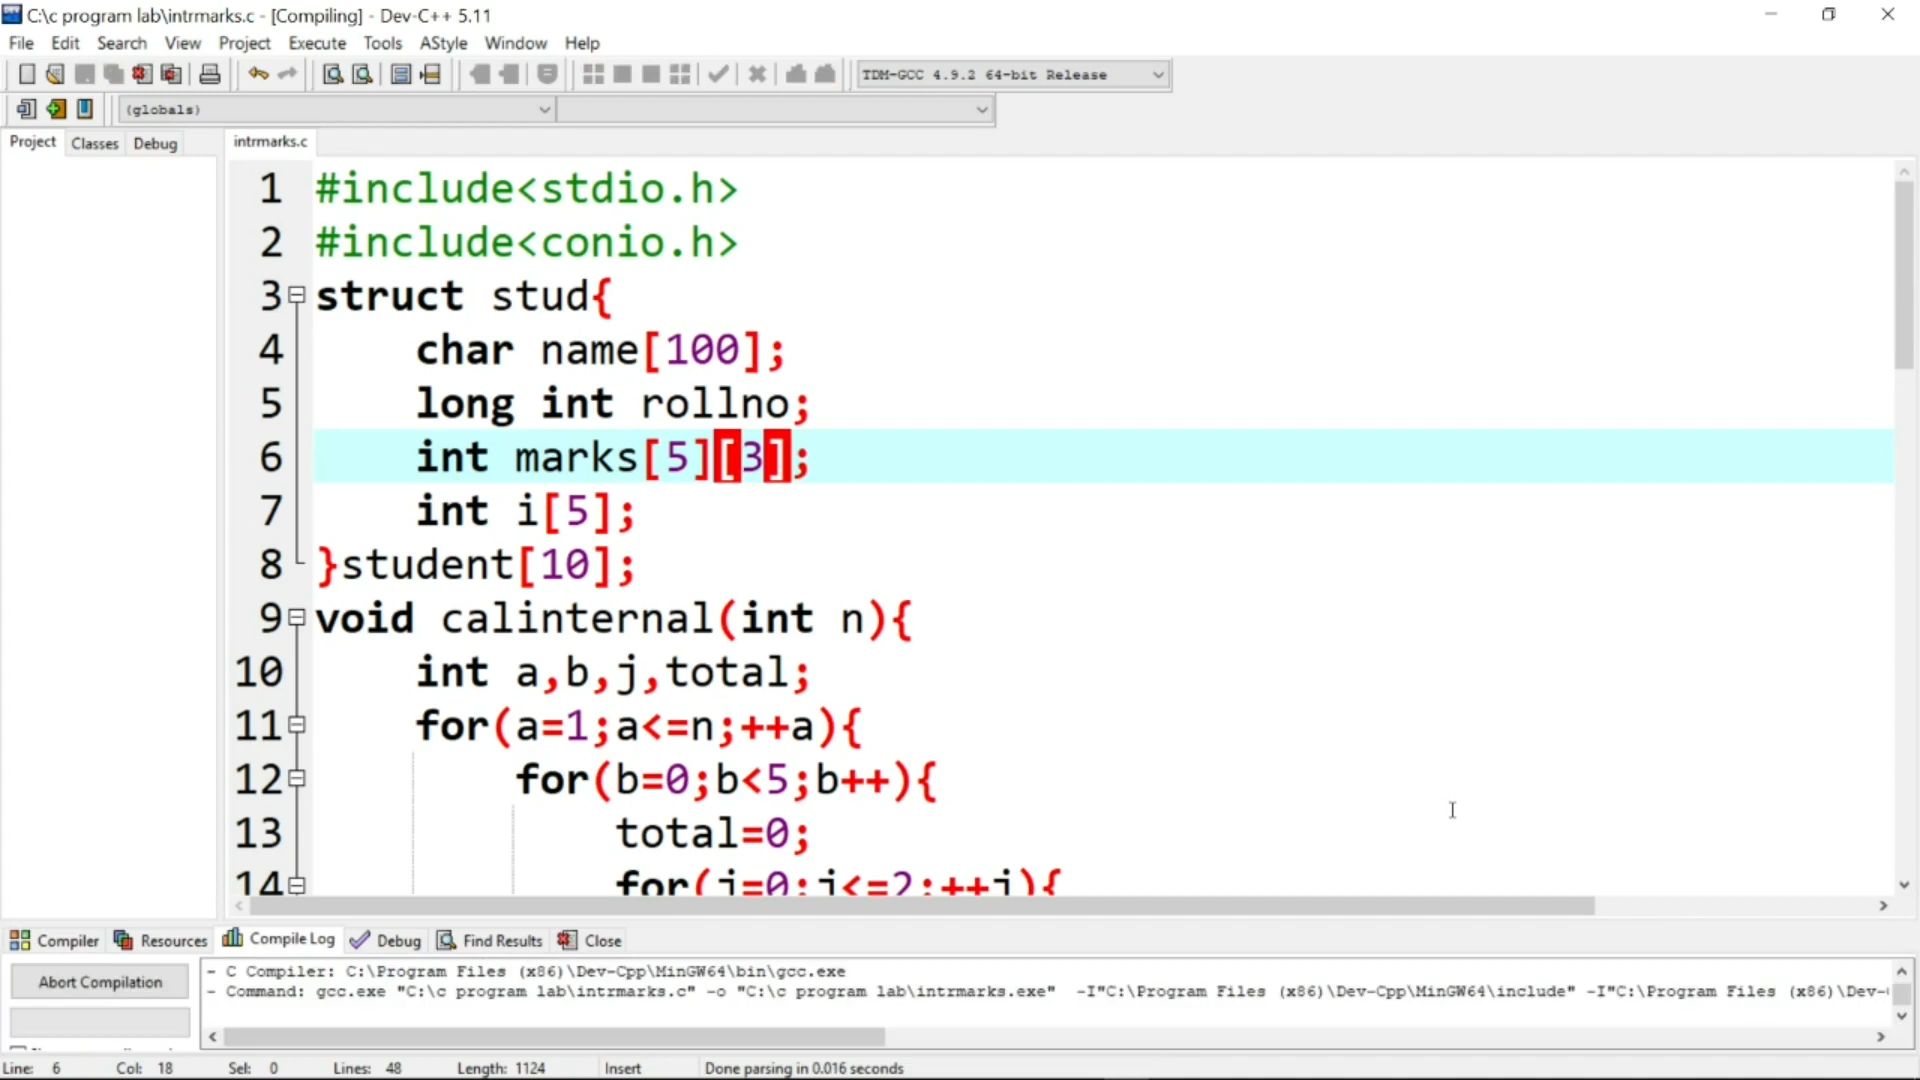 C:\c program lab\intrmarks.c - [Compiling] - Dev-C++ 5.11
File Edit Search View Project Execute Tools AStyle Window Help
TDM-GCC 4.9.2 64-bit Release
(globals)
Project Classes Debug
intrmarks.c
1 #include<stdio.h>
2 #include<conio.h>
3 struct stud{
4 char name[100];
5 long int rollno;
6 int marks[5][3];
7 int i[5];
8 }student[10];
9 void calinternal(int n){
10 int a,b,j,total;
11 for(a=1;a<=n;++a){
12 for(b=0;b<5;b++){
13 total=0;
14 for(j=0;j<=2;++j){
Compiler Resources Compile Log Debug Find Results Close
Abort Compilation
- C Compiler: C:\Program Files (x86)\Dev-Cpp\MinGW64\bin\gcc.exe
- Command: gcc.exe "C:\c program lab\intrmarks.c" -o "C:\c program lab\intrmarks.exe" -I"C:\Program Files (x86)\Dev-Cpp\MinGW64\include" -I"C:\Program Files (x86)\Dev-
Line: 6 Col: 18 Sel: 0 Lines: 48 Length: 1124 Insert Done parsing in 0.016 seconds